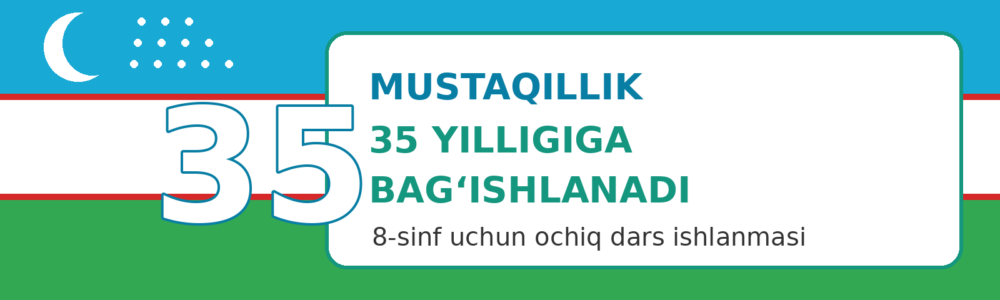 35
MUSTAQILLIK
35 YILLIGIGA
BAG‘ISHLANADI
8-sinf uchun ochiq dars ishlanmasi